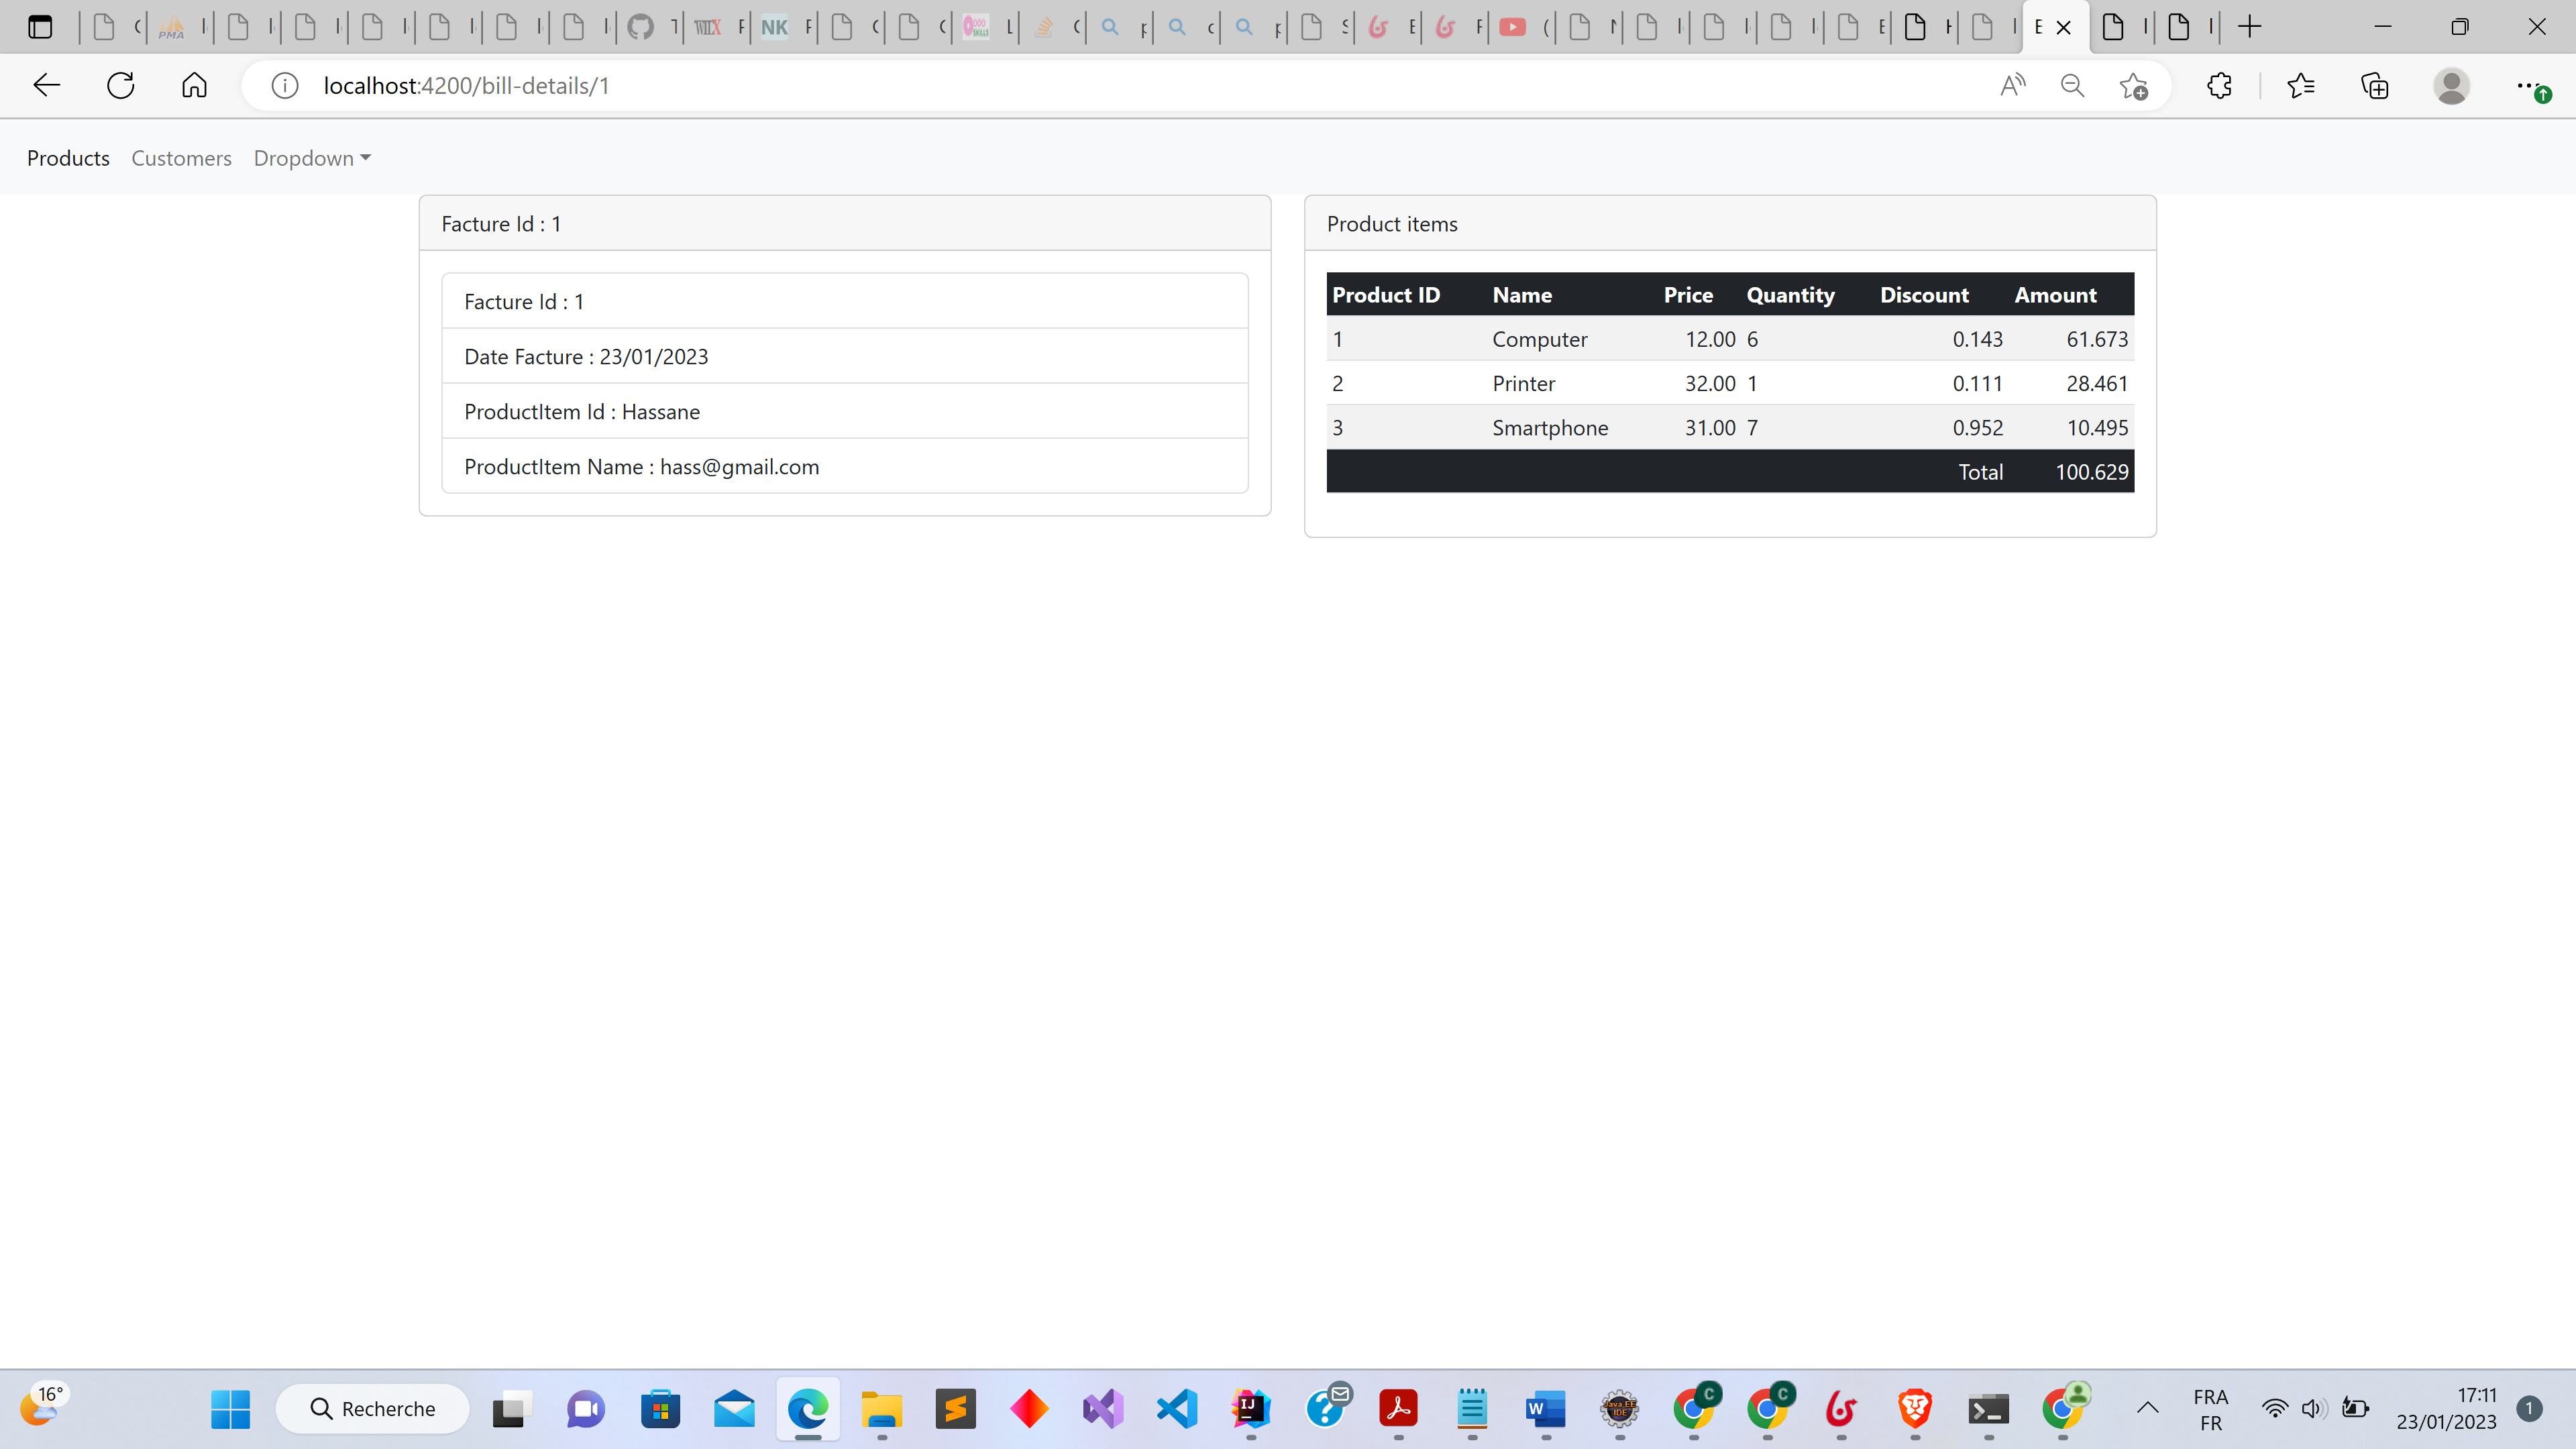 localhost:4200/bill-details/1
Products Customers Dropdown
Facture Id : 1
Facture Id : 1
Date Facture : 23/01/2023
ProductItem Id : Hassane
ProductItem Name : hass@gmail.com
Product items
Product ID Name Price Quantity Discount Amount
1 Computer 12.00 6 0.143 61.673
2 Printer 32.00 1 0.111 28.461
3 Smartphone 31.00 7 0.952 10.495
Total 100.629
16°
Recherche
FRA
FR
17:11
23/01/2023
1